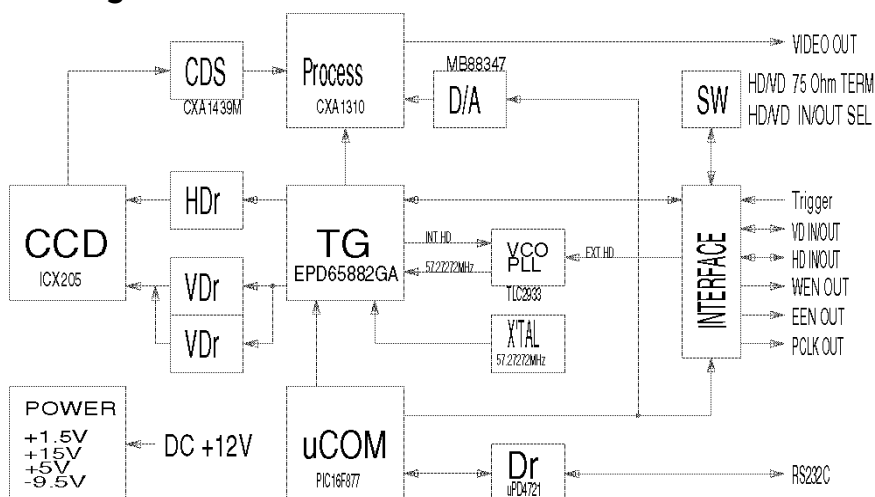 VIDEO OUT
CDS
CXA1439M
Process
CXA1310
MB88347
D/A
SW
HD/VD 75 Ohm TERM
HD/VD IN/OUT SEL
CCD
ICX205
HDr
TG
EPD65882GA
INT HD
57.27272MHz
VCO
PLL
TLC2933
EXT HD
INTERFACE
Trigger
VD IN/OUT
HD IN/OUT
WEN OUT
EEN OUT
PCLK OUT
VDr
VDr
X'TAL
57.27272MHz
POWER
+1.5V
+15V
+5V
-9.5V
DC +12V
uCOM
PIC16F877
Dr
uPD4721
RS232C